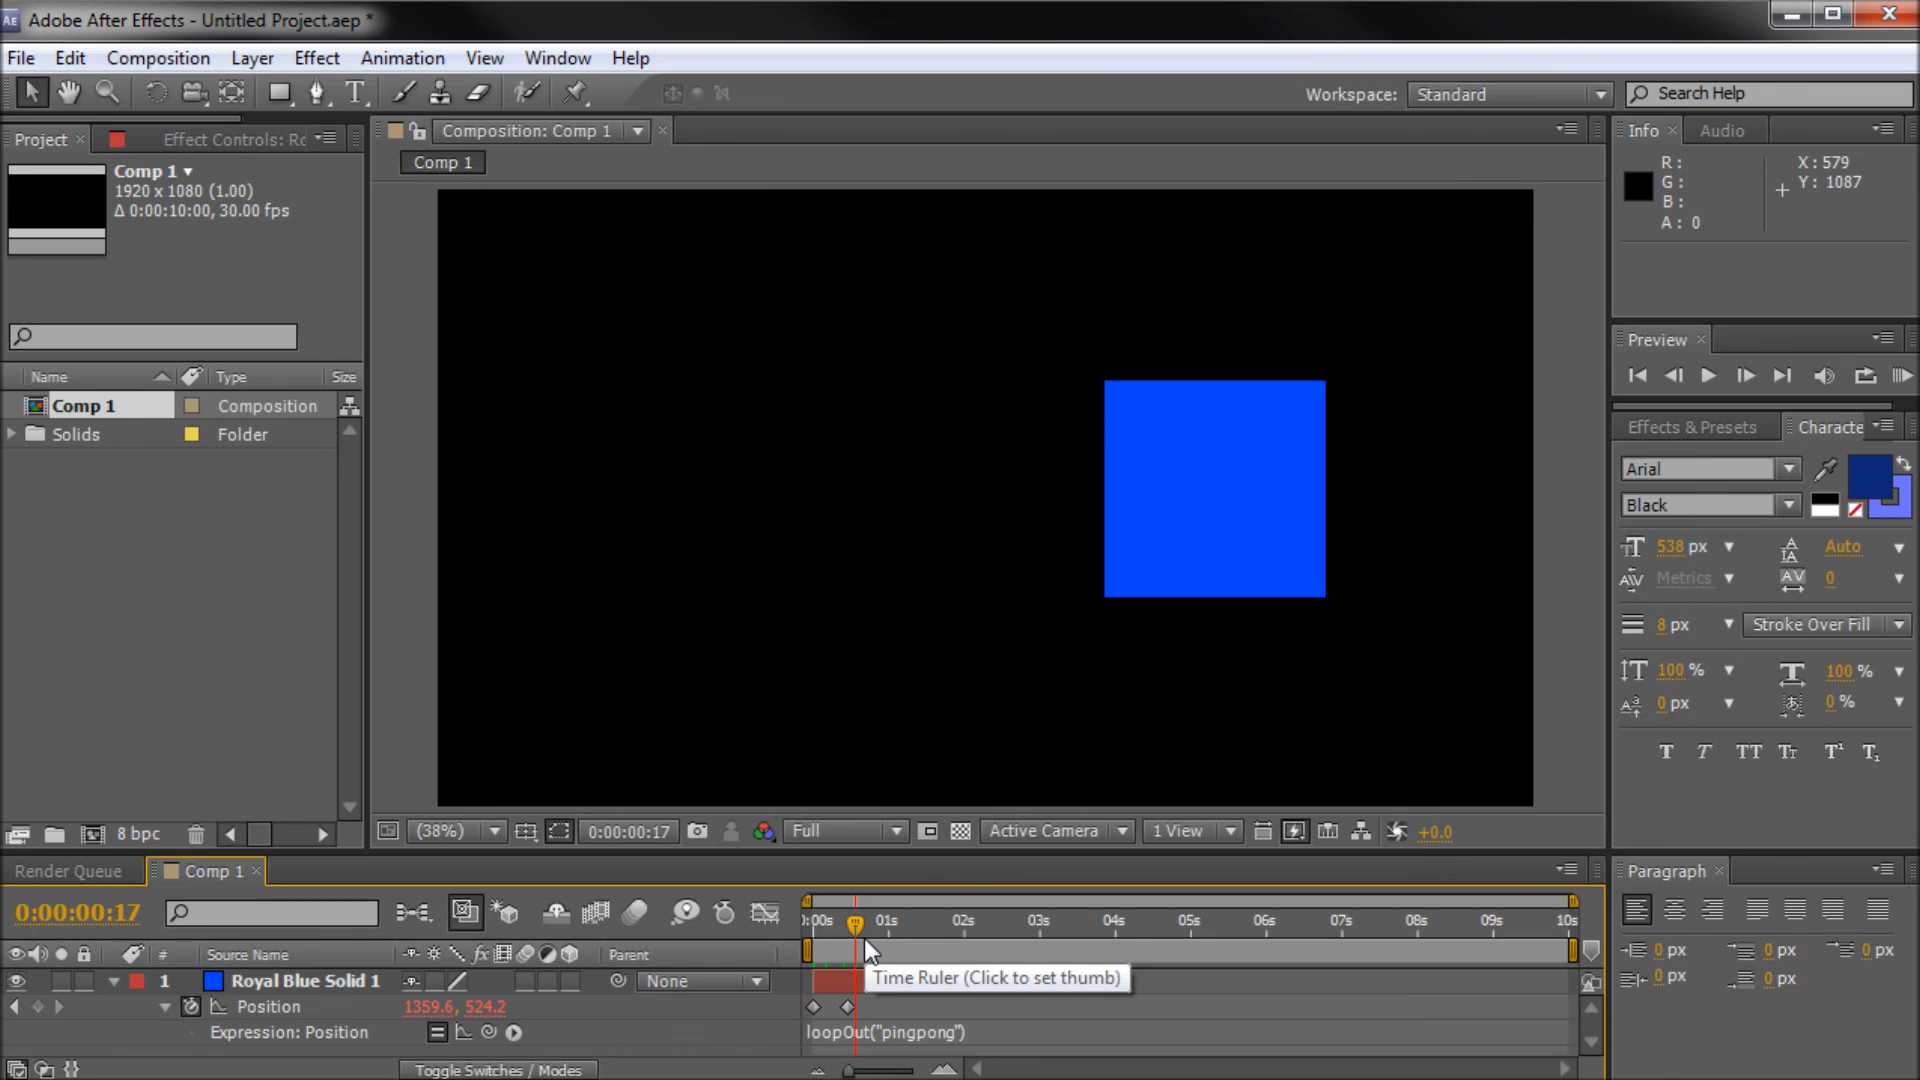 Adobe After Effects - Untitled Project.aep *
File Edit Composition Layer Effect Animation View Window Help
Workspace: Standard
Search Help
Project
Effect Controls: Ro
Comp 1
1920 x 1080 (1.00)
Δ 0:00:10:00, 30.00 fps
Name Type Size
Comp 1 Composition
Solids Folder
8 bpc
Composition: Comp 1
Comp 1
(38%) 0:00:00:17 Full Active Camera 1 View +0.0
Info Audio
R: X: 579
G: Y: 1087
B:
A: 0
Preview
Effects & Presets Characte
Arial
Black
538 px Auto
Metrics 0
8 px Stroke Over Fill
100 % 100 %
0 px 0 %
T T TT Tт T¹ T₁
Render Queue Comp 1
0:00:00:17
):00s 01s 02s 03s 04s 05s 06s 07s 08s 09s 10s
# Source Name Parent
1 Royal Blue Solid 1 None
Time Ruler (Click to set thumb)
Position 1359.6, 524.2
Expression: Position loopOut("pingpong")
Toggle Switches / Modes
Paragraph
0 px 0 px 0 px
0 px 0 px